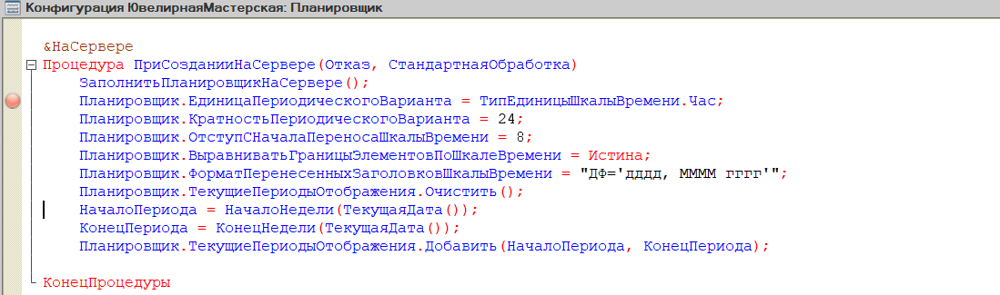 Конфигурация ЮвелирнаяМастерская: Планировщик
&НаСервере
Процедура ПриСозданииНаСервере(Отказ, СтандартнаяОбработка)
ЗаполнитьПланировщикНаСервере();
Планировщик.ЕдиницаПериодическогоВарианта = ТипЕдиницыШкалыВремени.Час;
Планировщик.КратностьПериодическогоВарианта = 24;
Планировщик.ОтступСНачалаПереносаШкалыВремени = 8;
Планировщик.ВыравниватьГраницыЭлементовПоШкалеВремени = Истина;
Планировщик.ФорматПеренесенныхЗаголовковШкалыВремени = "ДФ='дддд, ММММ гггг'";
Планировщик.ТекущиеПериодыОтображения.Очистить();
НачалоПериода = НачалоНедели(ТекущаяДата());
КонецПериода = КонецНедели(ТекущаяДата());
Планировщик.ТекущиеПериодыОтображения.Добавить(НачалоПериода, КонецПериода);
КонецПроцедуры